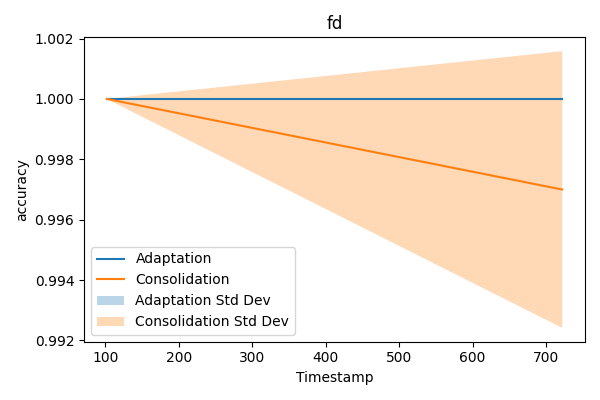 fd
1.002
1.000
0.998
0.996
0.994
0.992
accuracy
Adaptation
Consolidation
Adaptation Std Dev
Consolidation Std Dev
100 200 300 400 500 600 700
Timestamp